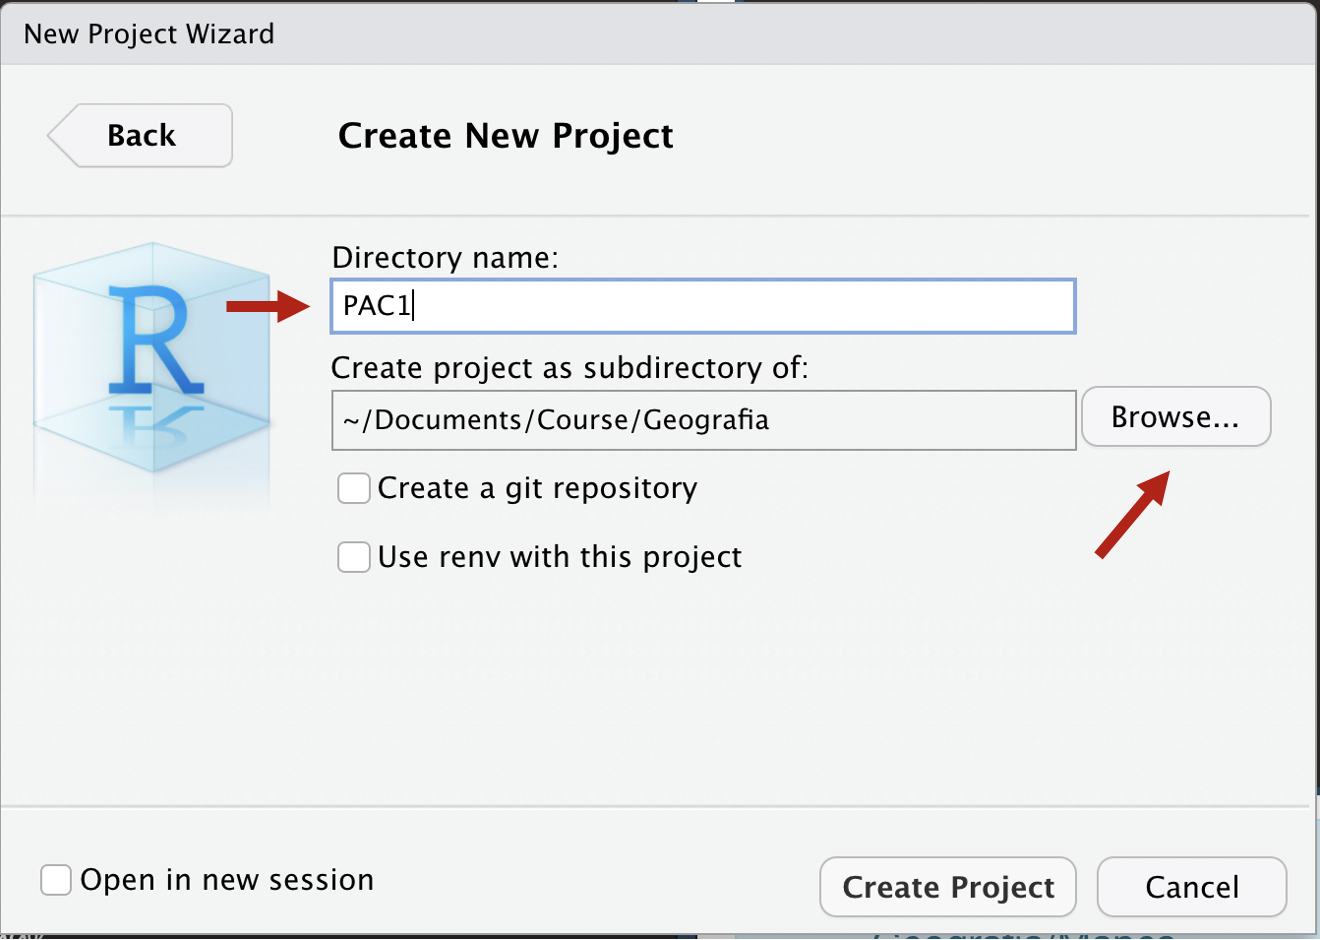 New Project Wizard
Back
Create New Project
R
Directory name:
PAC1
Create project as subdirectory of:
~/Documents/Course/Geografia
Browse...
Create a git repository
Use renv with this project
Open in new session
Create Project
Cancel